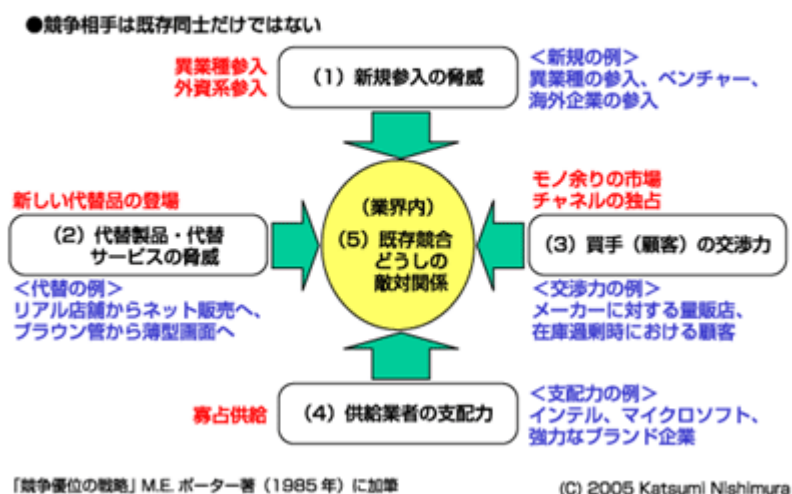 ●競争相手は既存同士だけではない
異業種参入
外資系参入
(1)新規参入の脅威
<新規の例>
異業種の参入、ベンチャー、
海外企業の参入
新しい代替品の登場
(2)代替製品・代替
サービスの脅威
<代替の例>
リアル店舗からネット販売へ、
ブラウン管から薄型画面へ
(業界内)
(5)既存競合
どうしの
敵対関係
モノ余りの市場
チャネルの独占
(3)買手(顧客)の交渉力
<交渉力の例>
メーカーに対する量販店、
在庫過剰時における顧客
寡占供給
(4)供給業者の支配力
<支配力の例>
インテル、マイクロソフト、
強力なブランド企業
「競争優位の戦略」M.E. ポーター著(1985 年)に加筆
(C) 2005 Katsumi Nishimura